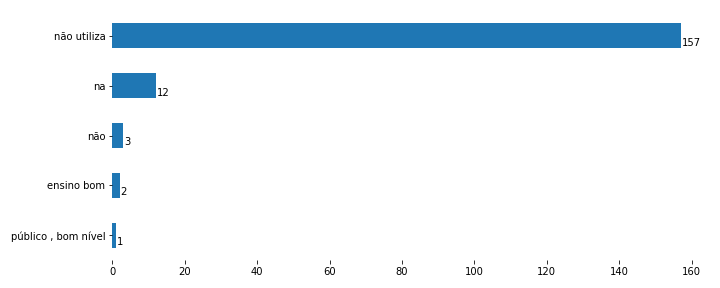 não utiliza
157
na
12
não
3
ensino bom
2
público , bom nível
1
0 20 40 60 80 100 120 140 160